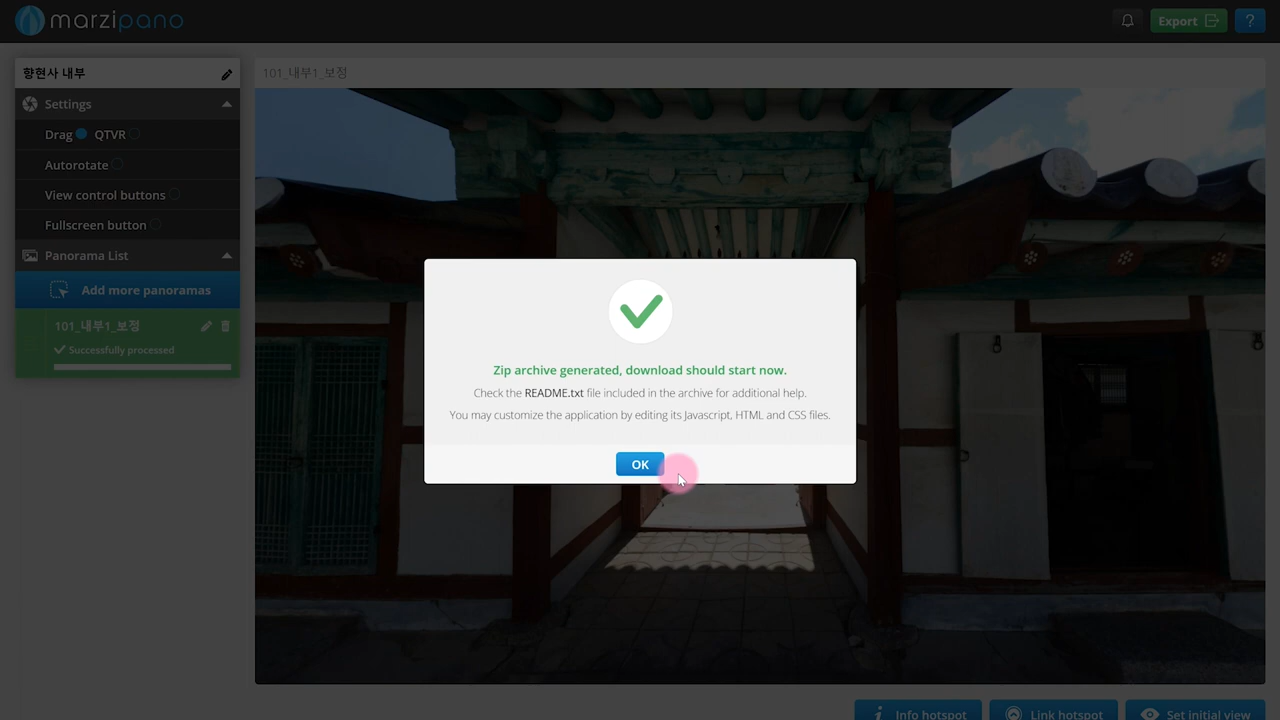 marzipano
Export
?
향현사 내부
101_내부1_보정
Settings
Drag QTVR
Autorotate
View control buttons
Fullscreen button
Panorama List
Add more panoramas
101_내부1_보정
Successfully processed
Zip archive generated, download should start now.
Check the README.txt file included in the archive for additional help.
You may customize the application by editing its Javascript, HTML and CSS files.
OK
Info hotspot
Link hotspot
Set initial view